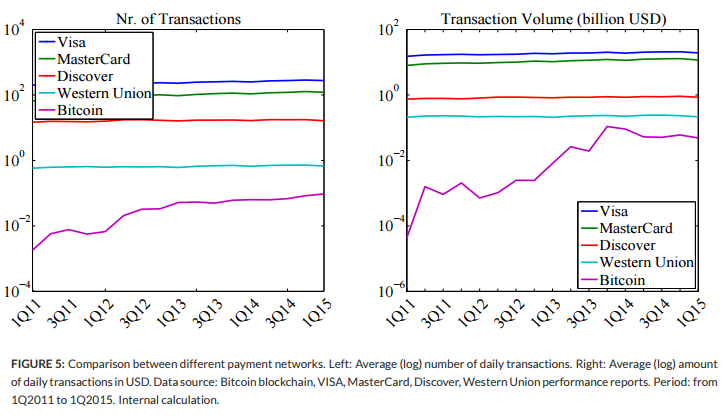 Nr. of Transactions
10^4
10^2
10^0
10^−2
10^−4
Visa
MasterCard
Discover
Western Union
Bitcoin
1Q11
3Q11
1Q12
3Q12
1Q13
3Q13
1Q14
3Q14
1Q15
Transaction Volume (billion USD)
10^2
10^0
10^−2
10^−4
10^−6
Visa
MasterCard
Discover
Western Union
Bitcoin
1Q11
3Q11
1Q12
3Q12
1Q13
3Q13
1Q14
3Q14
1Q15
FIGURE 5: Comparison between different payment networks. Left: Average (log) number of daily transactions. Right: Average (log) amount
of daily transactions in USD. Data source: Bitcoin blockchain, VISA, MasterCard, Discover, Western Union performance reports. Period: from
1Q2011 to 1Q2015. Internal calculation.